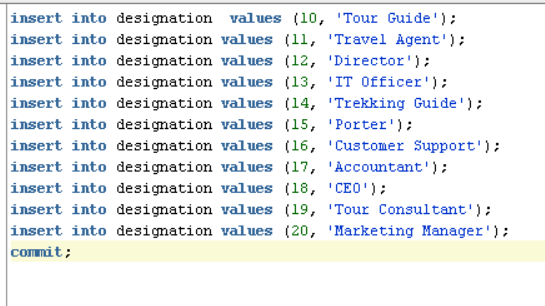 insert into designation  values (10, 'Tour Guide');
insert into designation values (11, 'Travel Agent');
insert into designation values (12, 'Director');
insert into designation values (13, 'IT Officer');
insert into designation values (14, 'Trekking Guide');
insert into designation values (15, 'Porter');
insert into designation values (16, 'Customer Support');
insert into designation values (17, 'Accountant');
insert into designation values (18, 'CEO');
insert into designation values (19, 'Tour Consultant');
insert into designation values (20, 'Marketing Manager');
commit;